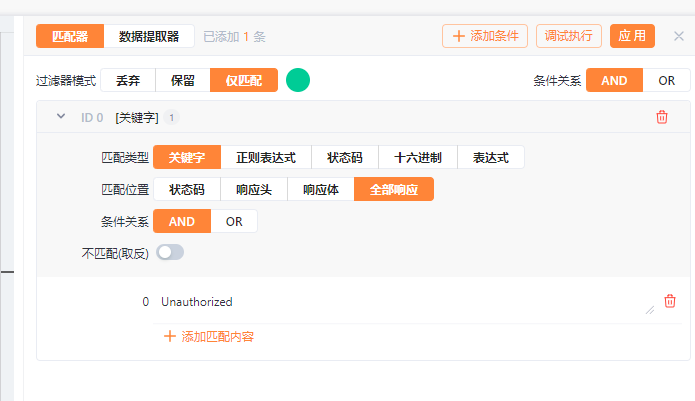 匹配器 数据提取器 已添加 1 条 添加条件 调试执行 应用
过滤器模式 丢弃 保留 仅匹配 条件关系 AND OR
ID 0 [关键字] 1
匹配类型 关键字 正则表达式 状态码 十六进制 表达式
匹配位置 状态码 响应头 响应体 全部响应
条件关系 AND OR
不匹配(取反)
0 Unauthorized
添加匹配内容